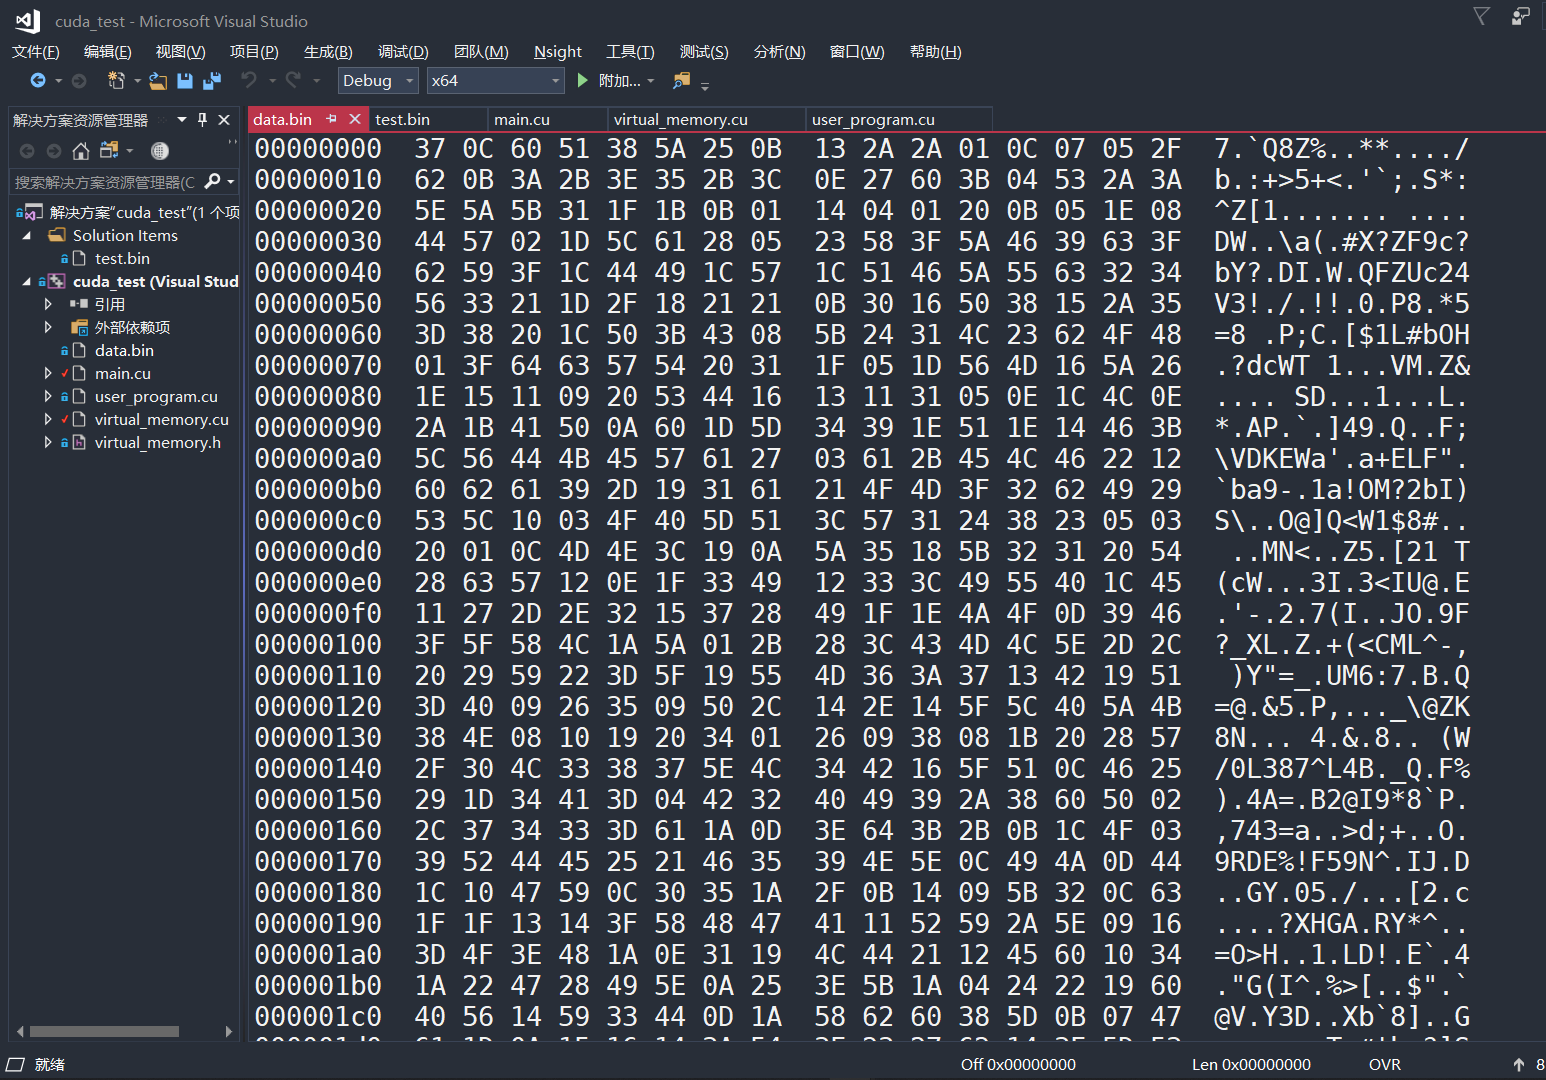 cuda_test - Microsoft Visual Studio
文件(F) 编辑(E) 视图(V) 项目(P) 生成(B) 调试(D) 团队(M) Nsight 工具(T) 测试(S) 分析(N) 窗口(W) 帮助(H)
Debug x64 附加...
解决方案资源管理器
搜索解决方案资源管理器(C
解决方案"cuda_test"(1 个项
Solution Items
test.bin
cuda_test (Visual Stud
引用
外部依赖项
data.bin
main.cu
user_program.cu
virtual_memory.cu
virtual_memory.h
data.bin test.bin main.cu virtual_memory.cu user_program.cu
00000000 37 0C 60 51 38 5A 25 0B 13 2A 2A 01 0C 07 05 2F 7.`Q8Z%..**..../
00000010 62 0B 3A 2B 3E 35 2B 3C 0E 27 60 3B 04 53 2A 3A b.:+>5+<.'`;.S*:
00000020 5E 5A 5B 31 1F 1B 0B 01 14 04 01 20 0B 05 1E 08 ^Z[1....... ....
00000030 44 57 02 1D 5C 61 28 05 23 58 3F 5A 46 39 63 3F DW..\a(.#X?ZF9c?
00000040 62 59 3F 1C 44 49 1C 57 1C 51 46 5A 55 63 32 34 bY?.DI.W.QFZUc24
00000050 56 33 21 1D 2F 18 21 21 0B 30 16 50 38 15 2A 35 V3!./.!!.0.P8.*5
00000060 3D 38 20 1C 50 3B 43 08 5B 24 31 4C 23 62 4F 48 =8 .P;C.[$1L#bOH
00000070 01 3F 64 63 57 54 20 31 1F 05 1D 56 4D 16 5A 26 .?dcWT 1...VM.Z&
00000080 1E 15 11 09 20 53 44 16 13 11 31 05 0E 1C 4C 0E .... SD...1...L.
00000090 2A 1B 41 50 0A 60 1D 5D 34 39 1E 51 1E 14 46 3B *.AP.`.]49.Q..F;
000000a0 5C 56 44 4B 45 57 61 27 03 61 2B 45 4C 46 22 12 \VDKEWa'.a+ELF".
000000b0 60 62 61 39 2D 19 31 61 21 4F 4D 3F 32 62 49 29 `ba9-.1a!OM?2bI)
000000c0 53 5C 10 03 4F 40 5D 51 3C 57 31 24 38 23 05 03 S\..O@]Q<W1$8#..
000000d0 20 01 0C 4D 4E 3C 19 0A 5A 35 18 5B 32 31 20 54 ..MN<..Z5.[21 T
000000e0 28 63 57 12 0E 1F 33 49 12 33 3C 49 55 40 1C 45 (cW...3I.3<IU@.E
000000f0 11 27 2D 2E 32 15 37 28 49 1F 1E 4A 4F 0D 39 46 .'-.2.7(I..JO.9F
00000100 3F 5F 58 4C 1A 5A 01 2B 28 3C 43 4D 4C 5E 2D 2C ?_XL.Z.+(<CML^-,
00000110 20 29 59 22 3D 5F 19 55 4D 36 3A 37 13 42 19 51 )Y"=_.UM6:7.B.Q
00000120 3D 40 09 26 35 09 50 2C 14 2E 14 5F 5C 40 5A 4B =@.&5.P,..._\@ZK
00000130 38 4E 08 10 19 20 34 01 26 09 38 08 1B 20 28 57 8N... 4.&.8.. (W
00000140 2F 30 4C 33 38 37 5E 4C 34 42 16 5F 51 0C 46 25 /0L387^L4B._Q.F%
00000150 29 1D 34 41 3D 04 42 32 40 49 39 2A 38 60 50 02 ).4A=.B2@I9*8`P.
00000160 2C 37 34 33 3D 61 1A 0D 3E 64 3B 2B 0B 1C 4F 03 ,743=a..>d;+..O.
00000170 39 52 44 45 25 21 46 35 39 4E 5E 0C 49 4A 0D 44 9RDE%!F59N^.IJ.D
00000180 1C 10 47 59 0C 30 35 1A 2F 0B 14 09 5B 32 0C 63 ..GY.05./...[2.c
00000190 1F 1F 13 14 3F 58 48 47 41 11 52 59 2A 5E 09 16 ....?XHGA.RY*^..
000001a0 3D 4F 3E 48 1A 0E 31 19 4C 44 21 12 45 60 10 34 =O>H..1.LD!.E`.4
000001b0 1A 22 47 28 49 5E 0A 25 3E 5B 1A 04 24 22 19 60 ."G(I^.%>[..$".`
000001c0 40 56 14 59 33 44 0D 1A 58 62 60 38 5D 0B 07 47 @V.Y3D..Xb`8]..G
就绪 Off 0x00000000 Len 0x00000000 OVR 8